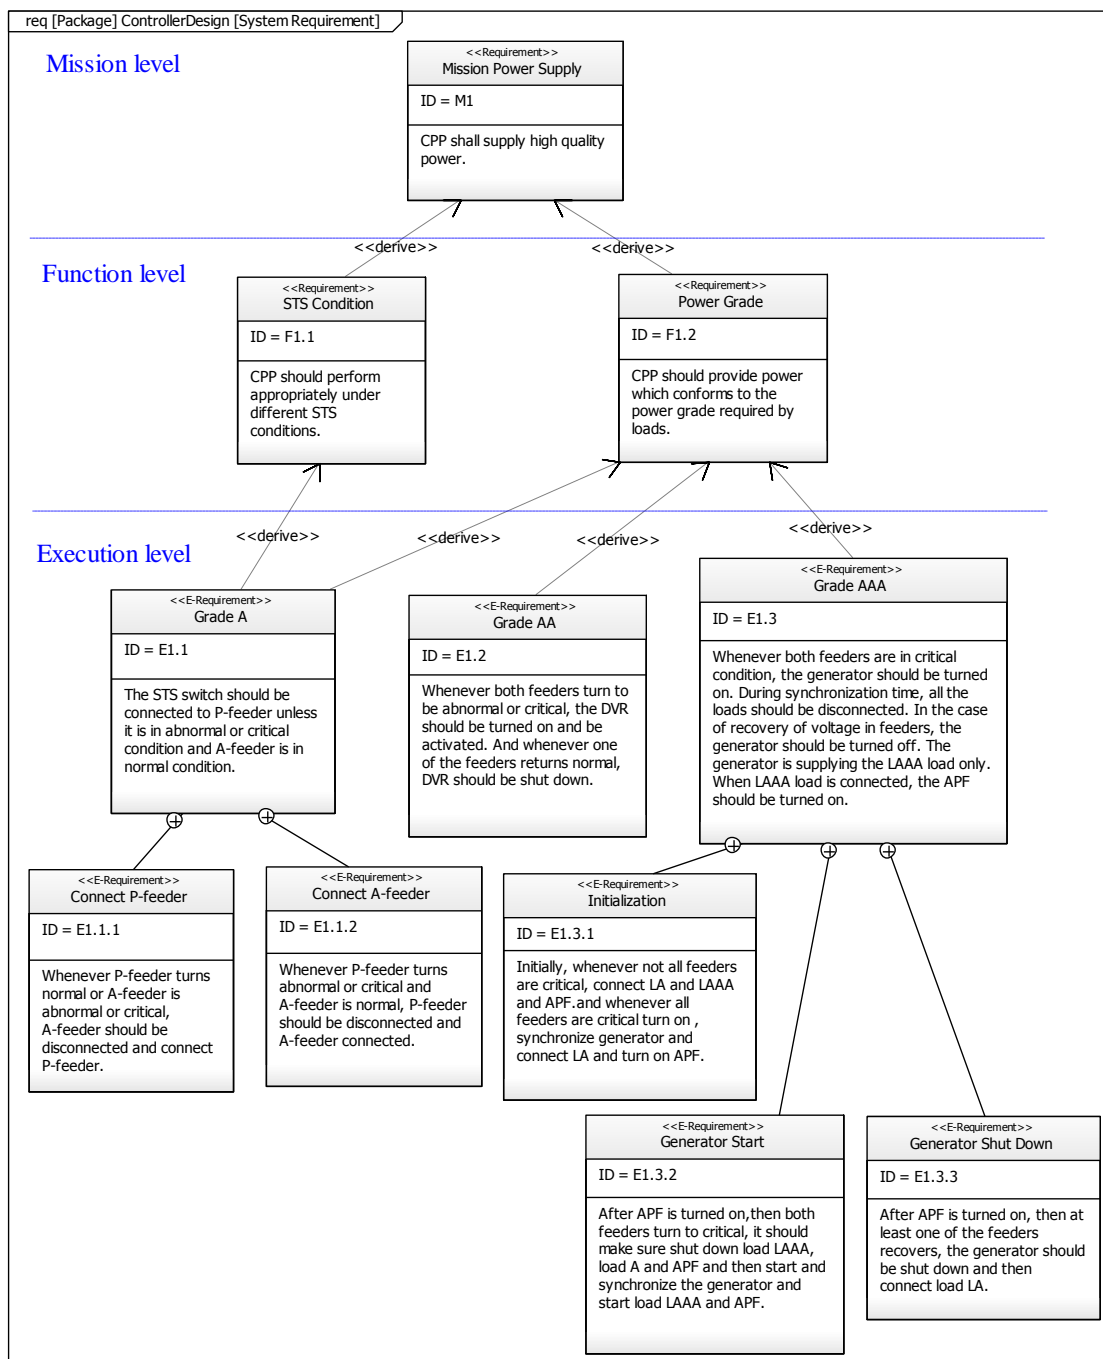 req [Package] ControllerDesign [System Requirement]
Mission level
<<Requirement>>
Mission Power Supply
ID = M1
CPP shall supply high quality
power.
<<derive>>
<<derive>>
Function level
<<Requirement>>
STS Condition
ID = F1.1
CPP should perform
appropriately under
different STS
conditions.
<<Requirement>>
Power Grade
ID = F1.2
CPP should provide power
which conforms to the
power grade required by
loads.
<<derive>>
<<derive>>
<<derive>>
<<derive>>
Execution level
<<E-Requirement>>
Grade A
ID = E1.1
The STS switch should be
connected to P-feeder unless
it is in abnormal or critical
condition and A-feeder is in
normal condition.
<<E-Requirement>>
Grade AA
ID = E1.2
Whenever both feeders turn to
be abnormal or critical, the DVR
should be turned on and be
activated. And whenever one
of the feeders returns normal,
DVR should be shut down.
<<E-Requirement>>
Grade AAA
ID = E1.3
Whenever both feeders are in critical
condition, the generator should be turned
on. During synchronization time, all the
loads should be disconnected. In the case
of recovery of voltage in feeders, the
generator should be turned off. The
generator is supplying the LAAA load only.
When LAAA load is connected, the APF
should be turned on.
<<E-Requirement>>
Connect P-feeder
ID = E1.1.1
Whenever P-feeder turns
normal or A-feeder is
abnormal or critical,
A-feeder should be
disconnected and connect
P-feeder.
<<E-Requirement>>
Connect A-feeder
ID = E1.1.2
Whenever P-feeder turns
abnormal or critical and
A-feeder is normal, P-feeder
should be disconnected and
A-feeder connected.
<<E-Requirement>>
Initialization
ID = E1.3.1
Initially, whenever not all feeders
are critical, connect LA and LAAA
and APF.and whenever all
feeders are critical turn on ,
synchronize generator and
connect LA and turn on APF.
<<E-Requirement>>
Generator Start
ID = E1.3.2
After APF is turned on,then both
feeders turn to critical, it should
make sure shut down load LAAA,
load A and APF and then start and
synchronize the generator and
start load LAAA and APF.
<<E-Requirement>>
Generator Shut Down
ID = E1.3.3
After APF is turned on, then at
least one of the feeders
recovers, the generator should
be shut down and then
connect load LA.